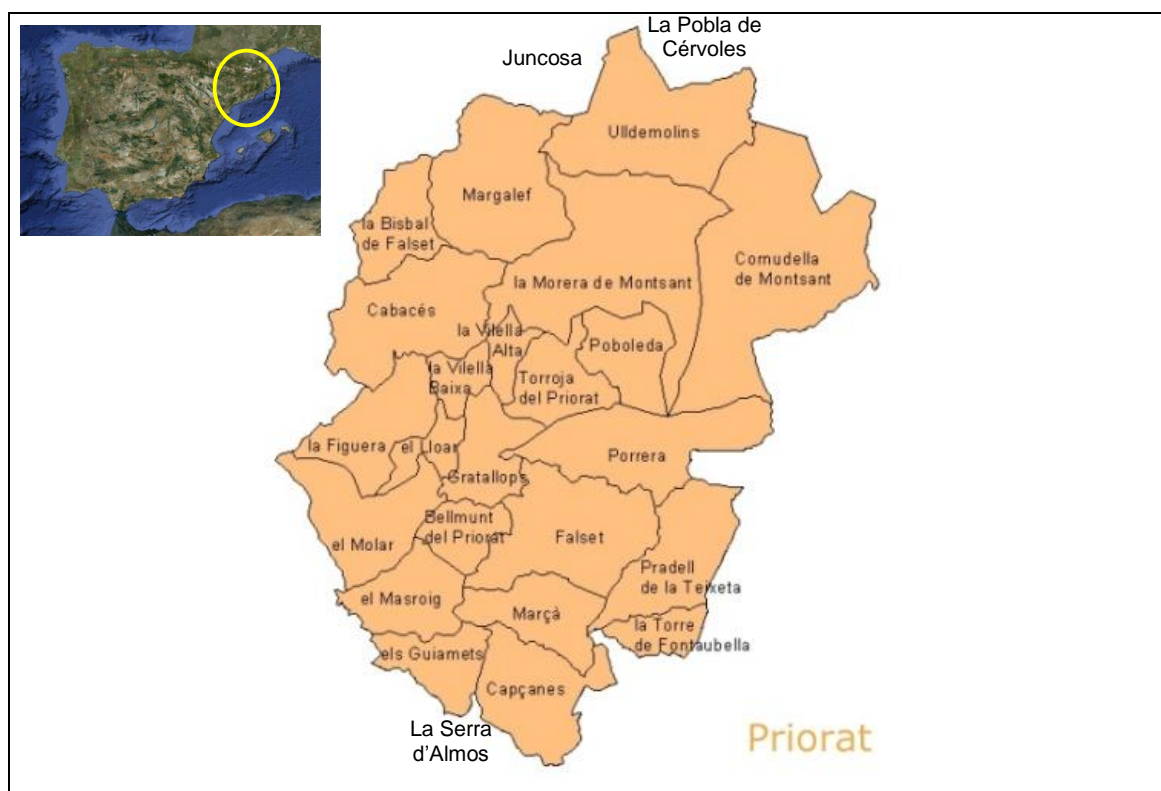 La Pobla de
Cérvoles
Juncosa
Ulldemolins
Margalef
la Bisbal
de Falset
Cornudella
de Montsant
la Morera de Montsant
Cabacés
la Vilella
Alta
Poboleda
la Vilella
Baixa
Torroja
del Priorat
la Figuera
el Lloar
Porrera
Gratallops
Bellmunt
del Priorat
Falset
el Molar
Pradell
de la Teixeta
el Masroig
Marçà
la Torre
de Fontaubella
els Guiamets
Capçanes
La Serra
d'Almos
Priorat